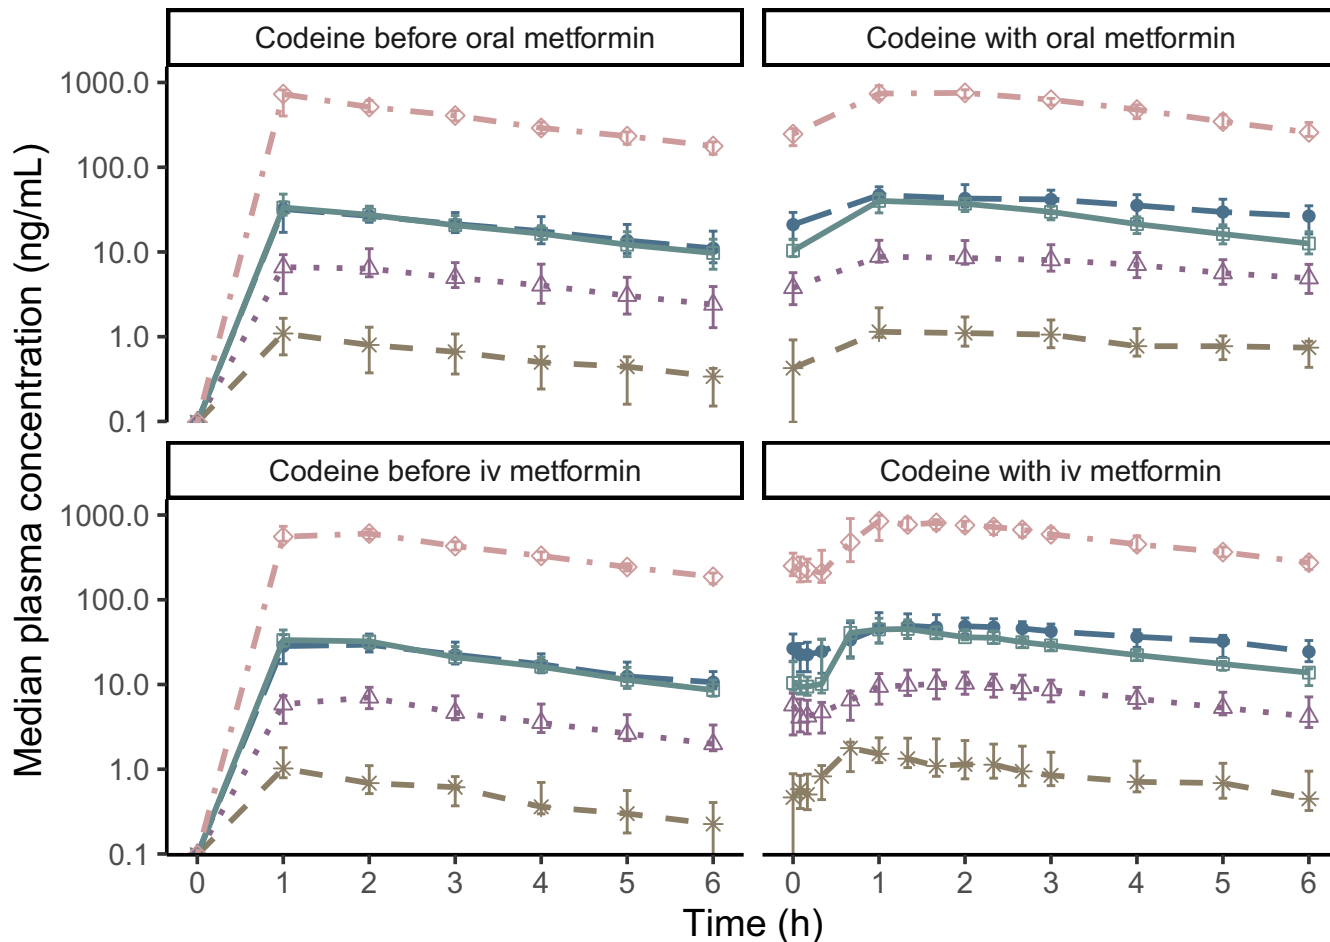 Codeine before oral metformin
Codeine with oral metformin
1000.0
100.0
10.0
1.0
0.1
Median plasma concentration (ng/mL)
Codeine before iv metformin
Codeine with iv metformin
1000.0
100.0
10.0
1.0
0.1
0 1 2 3 4 5 6
0 1 2 3 4 5 6
Time (h)